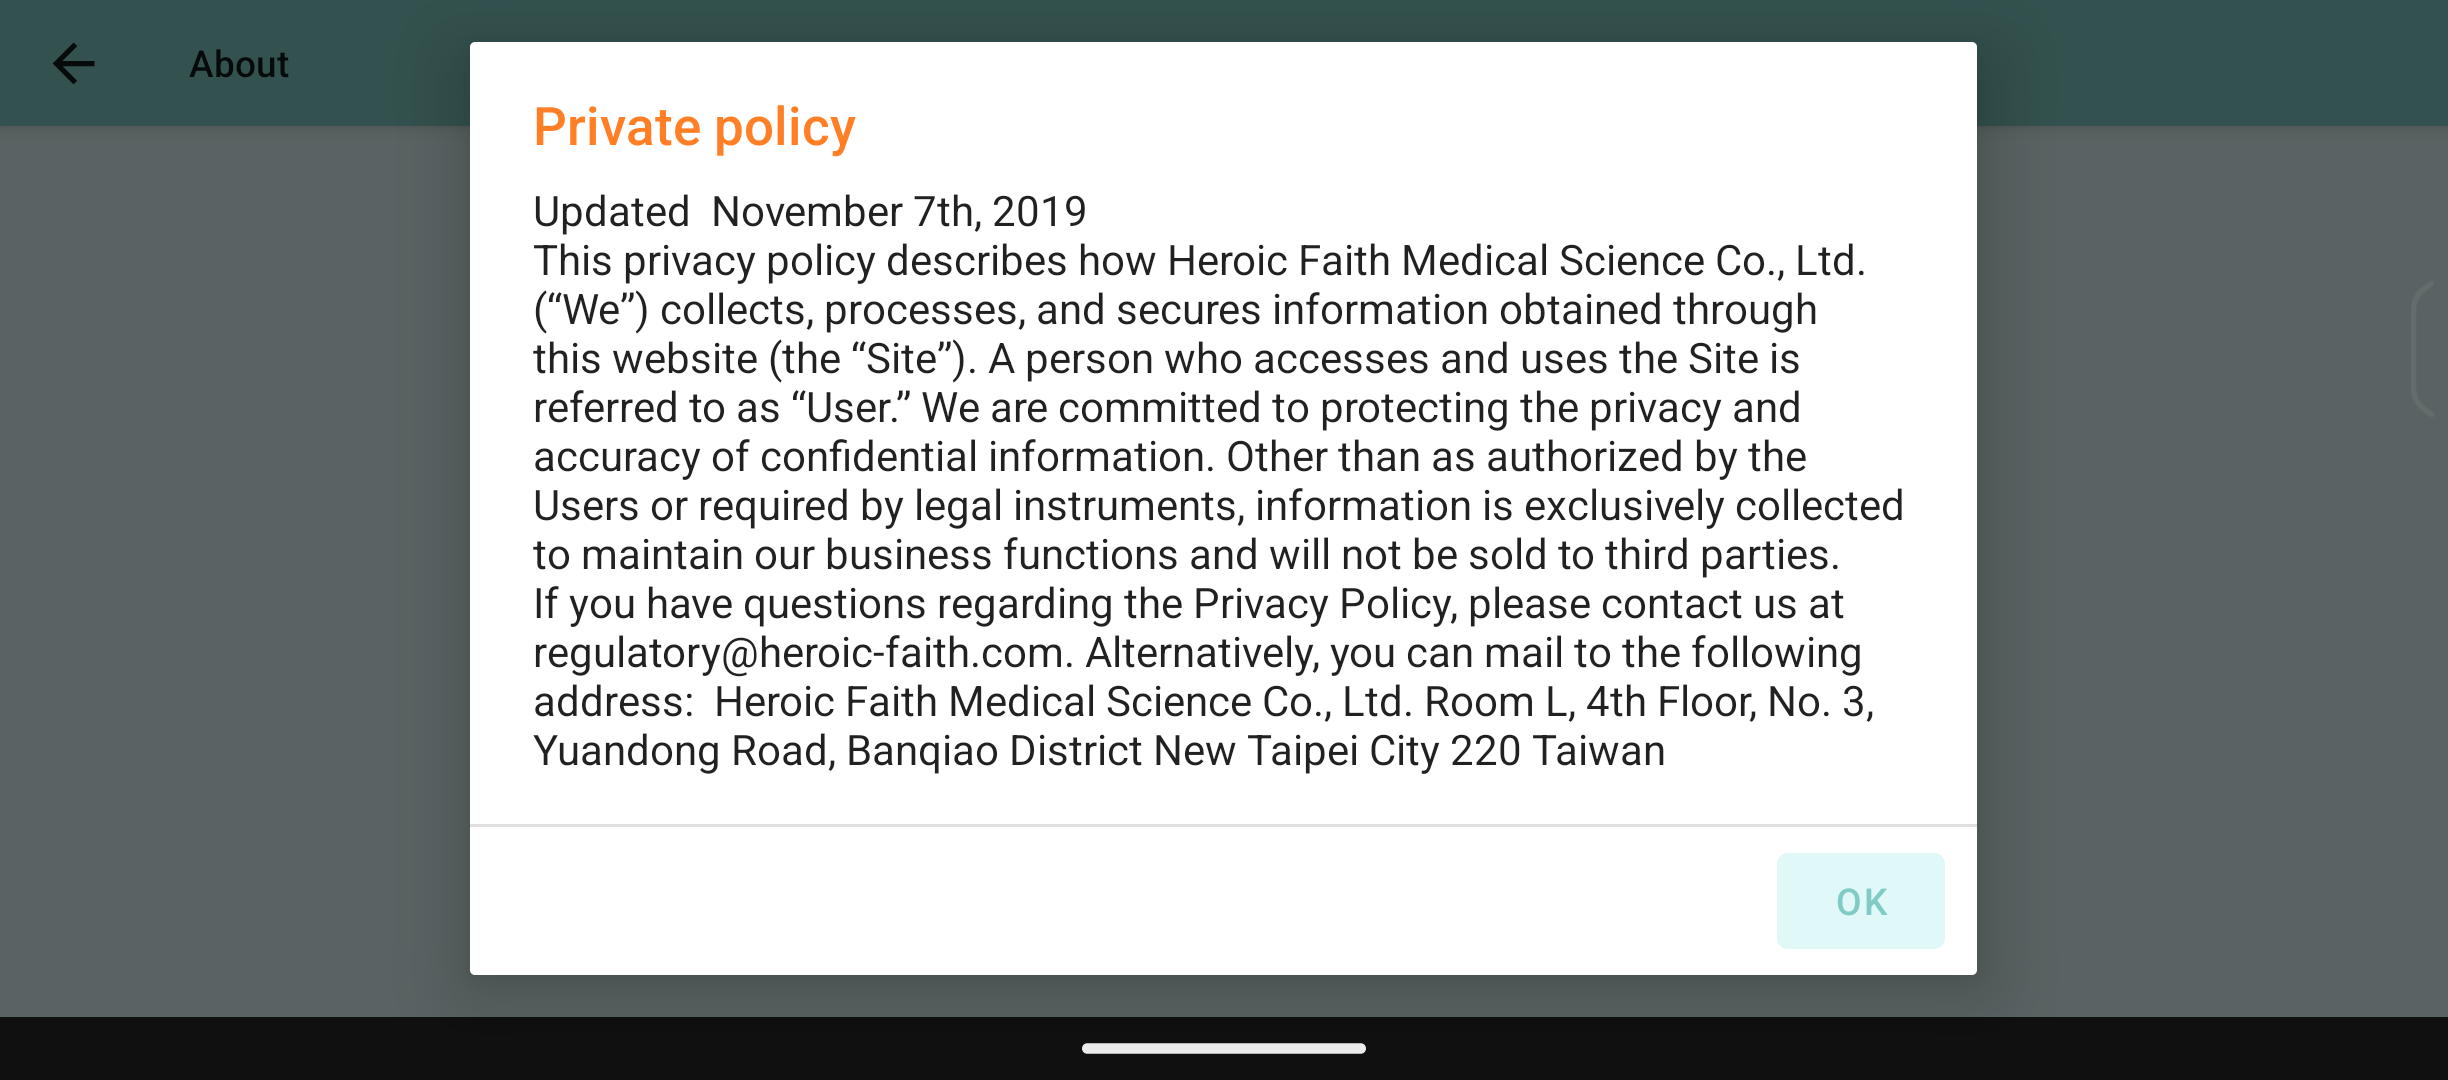 About
Private policy
Updated  November 7th, 2019
This privacy policy describes how Heroic Faith Medical Science Co., Ltd.
(“We”) collects, processes, and secures information obtained through
this website (the “Site”). A person who accesses and uses the Site is
referred to as “User.” We are committed to protecting the privacy and
accuracy of confidential information. Other than as authorized by the
Users or required by legal instruments, information is exclusively collected
to maintain our business functions and will not be sold to third parties.
If you have questions regarding the Privacy Policy, please contact us at
regulatory@heroic-faith.com. Alternatively, you can mail to the following
address:  Heroic Faith Medical Science Co., Ltd. Room L, 4th Floor, No. 3,
Yuandong Road, Banqiao District New Taipei City 220 Taiwan
OK